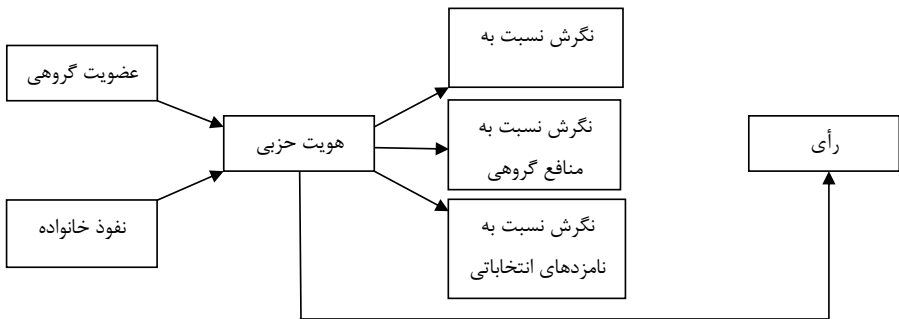 عضویت گروهی
نفوذ خانواده
هویت حزبی
نگرش نسبت به
نگرش نسبت به
منافع گروهی
نگرش نسبت به
نامزدهای انتخاباتی
رأی